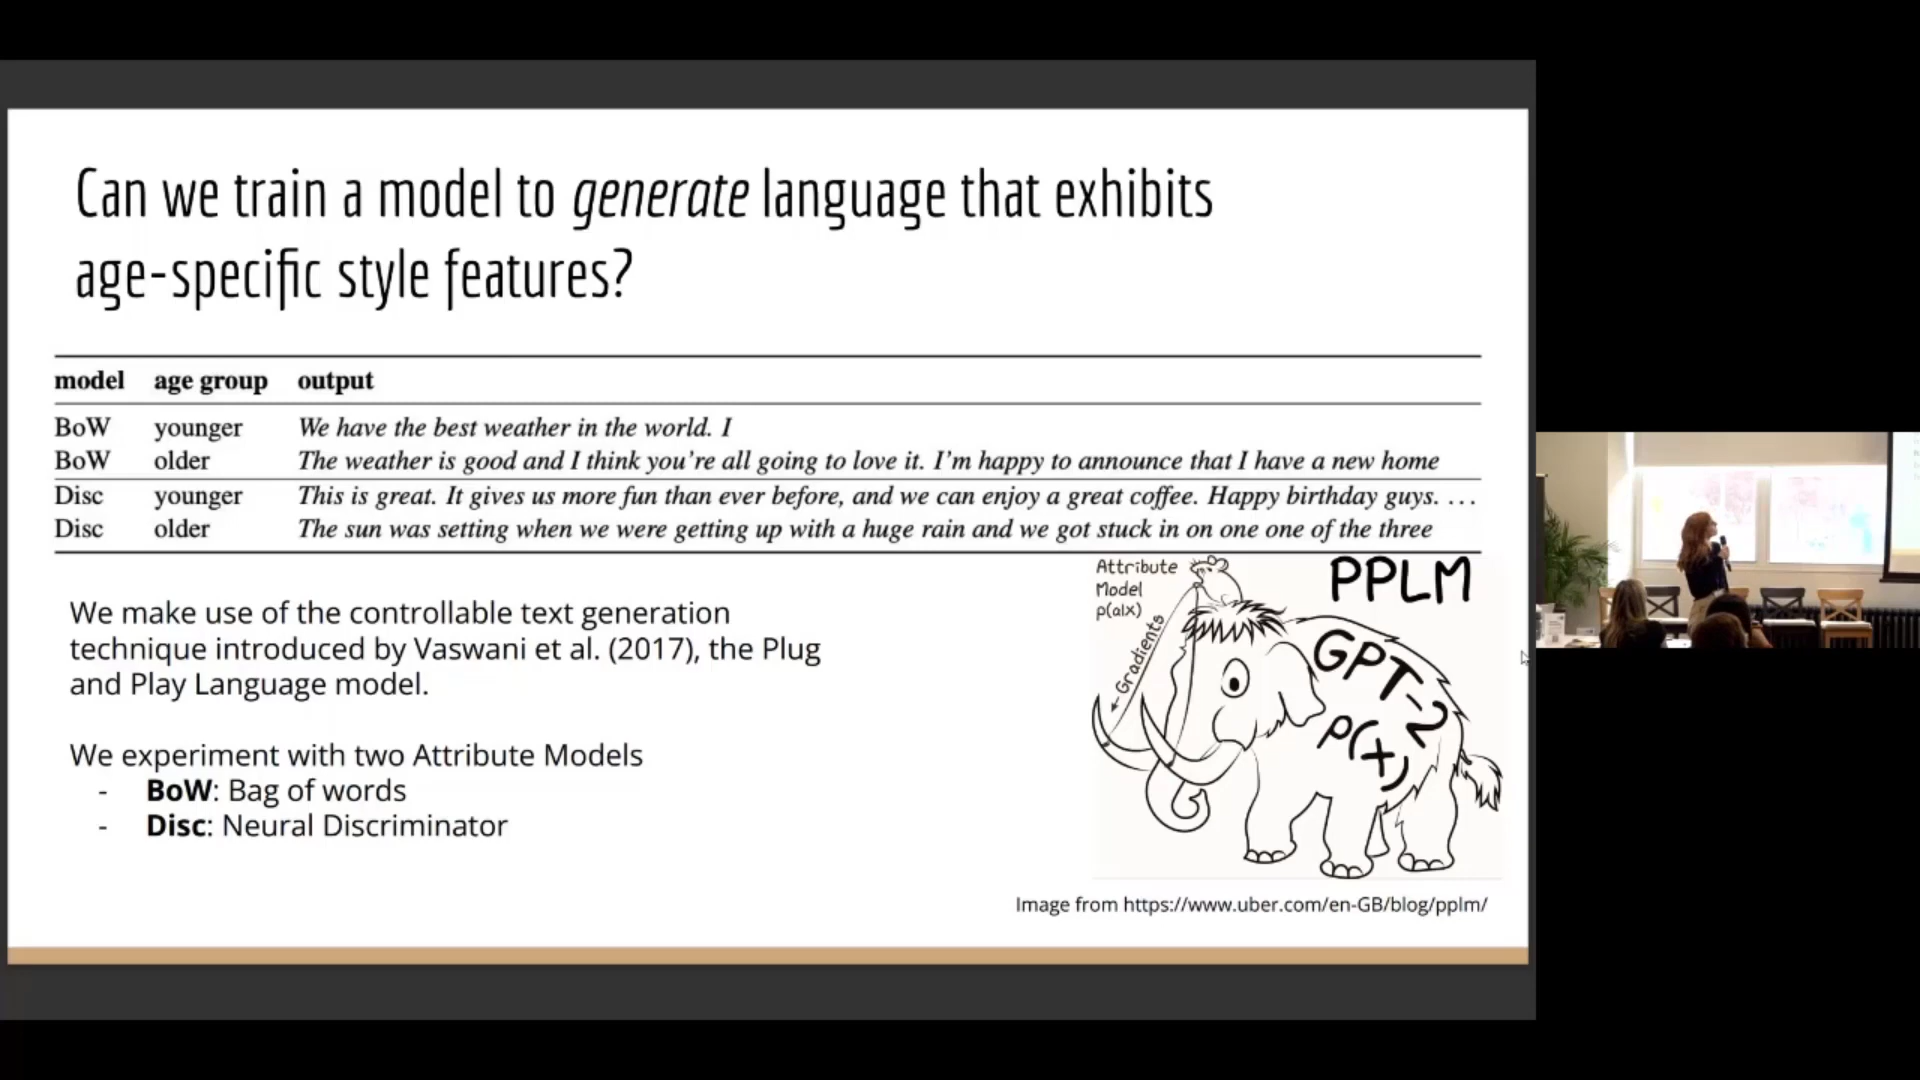 Can we train a model to generate language that exhibits
age-specific style features?
model age group output
BoW younger We have the best weather in the world. I
BoW older The weather is good and I think you're all going to love it. I'm happy to announce that I have a new home
Disc younger This is great. It gives us more fun than ever before, and we can enjoy a great coffee. Happy birthday guys. ...
Disc older The sun was setting when we were getting up with a huge rain and we got stuck in on one one of the three
We make use of the controllable text generation
technique introduced by Vaswani et al. (2017), the Plug
and Play Language model.
We experiment with two Attribute Models
- BoW: Bag of words
- Disc: Neural Discriminator
Attribute
Model
p(a|x)
← Gradients
PPLM
GPT-2
p(x)
Image from https://www.uber.com/en-GB/blog/pplm/